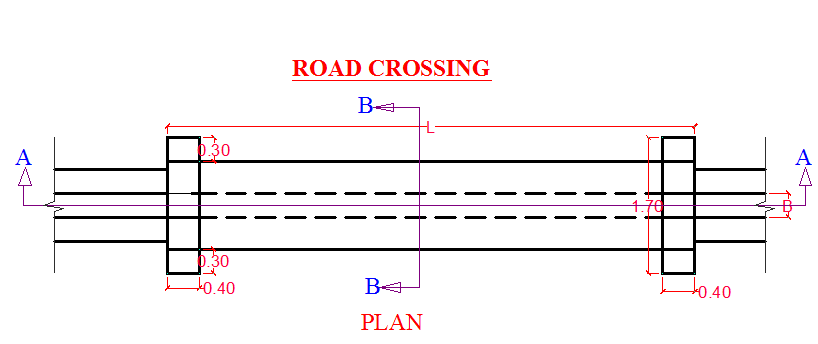 ROAD CROSSING
B
L
0.30
A
A
1.70
B
0.30
B
0.40
0.40
PLAN